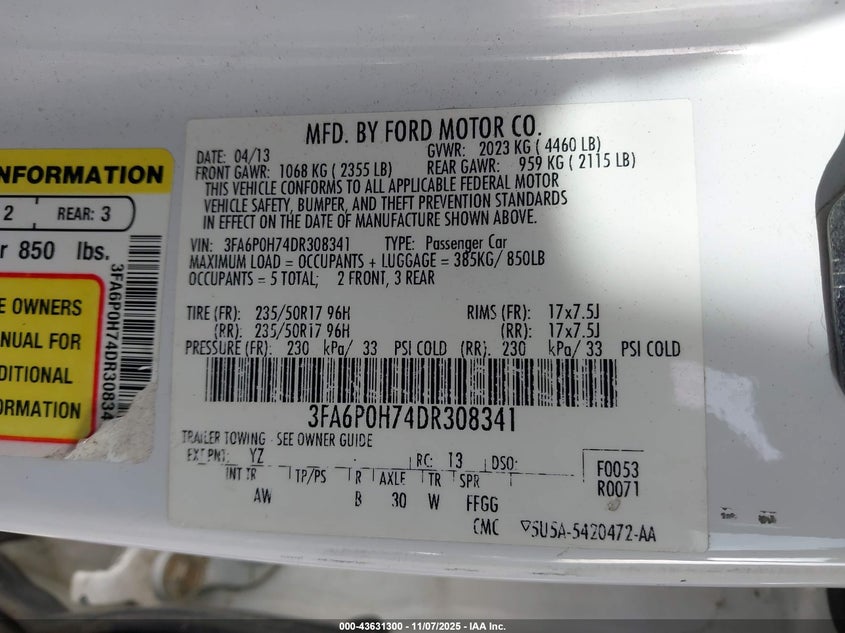 NFORMATION
2 REAR: 3
r 850 lbs.
E OWNERS
ANUAL FOR
DITIONAL
ORMATION
3FA6P0H74DR30834
MFD. BY FORD MOTOR CO.
DATE: 04/13 GVWR: 2023 KG ( 4460 LB)
FRONT GAWR: 1068 KG ( 2355 LB) REAR GAWR: 959 KG ( 2115 LB)
THIS VEHICLE CONFORMS TO ALL APPLICABLE FEDERAL MOTOR
VEHICLE SAFETY, BUMPER, AND THEFT PREVENTION STANDARDS
IN EFFECT ON THE DATE OF MANUFACTURE SHOWN ABOVE.
VIN: 3FA6P0H74DR308341 TYPE: Passenger Car
MAXIMUM LOAD = OCCUPANTS + LUGGAGE = 385KG/ 850LB
OCCUPANTS = 5 TOTAL; 2 FRONT, 3 REAR
TIRE (FR): 235/50R17 96H RIMS (FR): 17x7.5J
(RR): 235/50R17 96H (RR): 17x7.5J
PRESSURE (FR): 230 kPa/ 33 PSI COLD (RR): 230 kPa/ 33 PSI COLD
3FA6P0H74DR308341
TRAILER TOWING - SEE OWNER GUIDE
EXT PNT: YZ RC: 13 DSO:
INT TR TP/PS R AXLE TR SPR
AW B 30 W FFGG
F0053
R0071
CMC 5U5A-5420472-AA
000-43631300 - 11/07/2025 - IAA Inc.